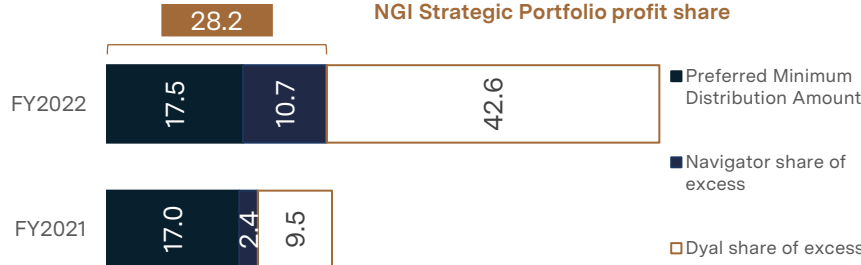 28.2
NGI Strategic Portfolio profit share
FY2022
17.5
10.7
42.6
Preferred Minimum
Distribution Amount
Navigator share of
excess
FY2021
17.0
2.4
9.5
Dyal share of excess